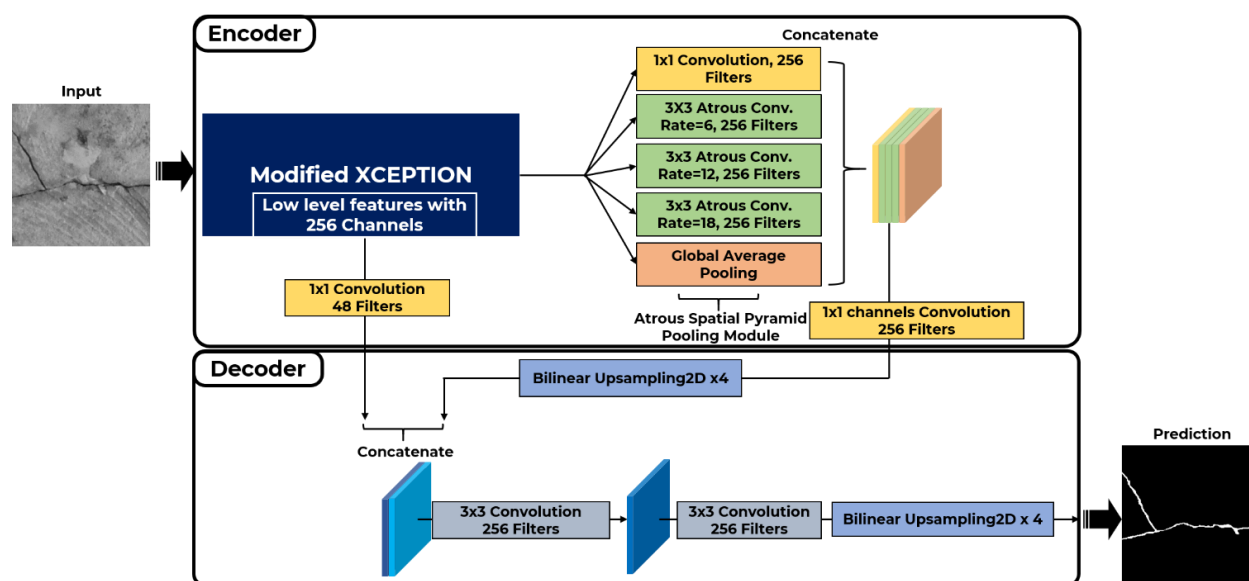 Encoder
Concatenate
Input
1x1 Convolution, 256
Filters
3X3 Atrous Conv.
Rate=6, 256 Filters
Modified XCEPTION
3x3 Atrous Conv.
Rate=12, 256 Filters
Low level features with
256 Channels
3x3 Atrous Conv.
Rate=18, 256 Filters
Global Average
Pooling
1x1 Convolution
48 Filters
Atrous Spatial Pyramid
Pooling Module
1x1 channels Convolution
256 Filters
Decoder
Bilinear Upsampling2D x4
Concatenate
Prediction
3x3 Convolution
256 Filters
3x3 Convolution
256 Filters
Bilinear Upsampling2D x 4